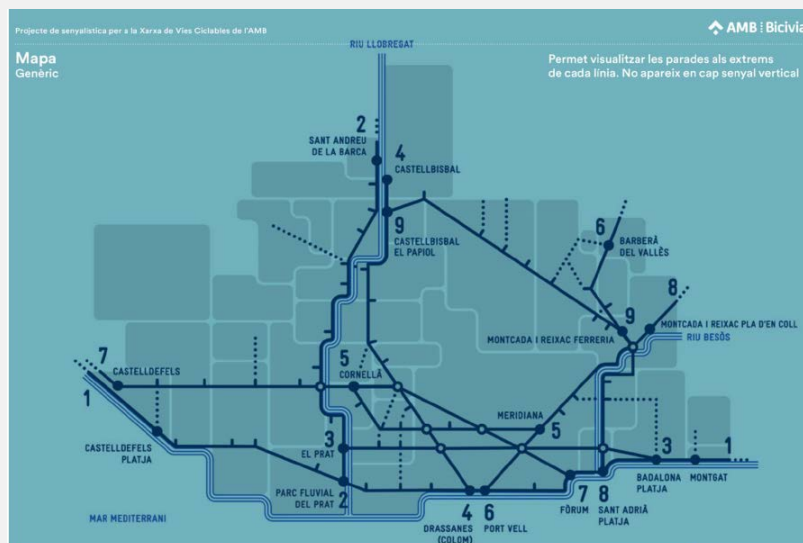 Projecte de senyalística per a la Xarxa de Vies Ciclables de l'AMB
AMB Bicivia
Mapa
Genèric
Permet visualitzar les parades als extrems
de cada línia. No apareix en cap senyal vertical
RIU LLOBREGAT
2
SANT ANDREU
DE LA BARCA
4
CASTELLBISBAL
9
CASTELLBISBAL
EL PAPIOL
6
BARBERÀ
DEL VALLÈS
8
9
MONTCADA I REIXAC PLA D'EN COLL
MONTCADA I REIXAC FERRERIA
RIU BESÒS
7
CASTELLDEFELS
1
5
CORNELLÀ
MERIDIANA
5
CASTELLDEFELS
PLATJA
3
EL PRAT
3
BADALONA
PLATJA
1
MONTGAT
PARC FLUVIAL
DEL PRAT
2
7
FÒRUM
8
SANT ADRIÀ
PLATJA
4
DRASSANES
(COLOM)
6
PORT VELL
MAR MEDITERRANI